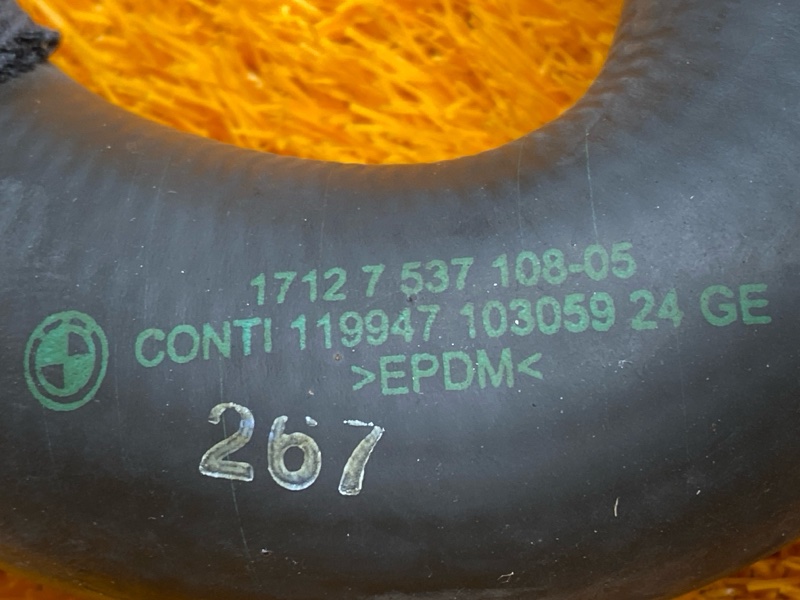 1712 7 537 108-05
CONTI 119947 103059 24 GE
>EPDM<
267